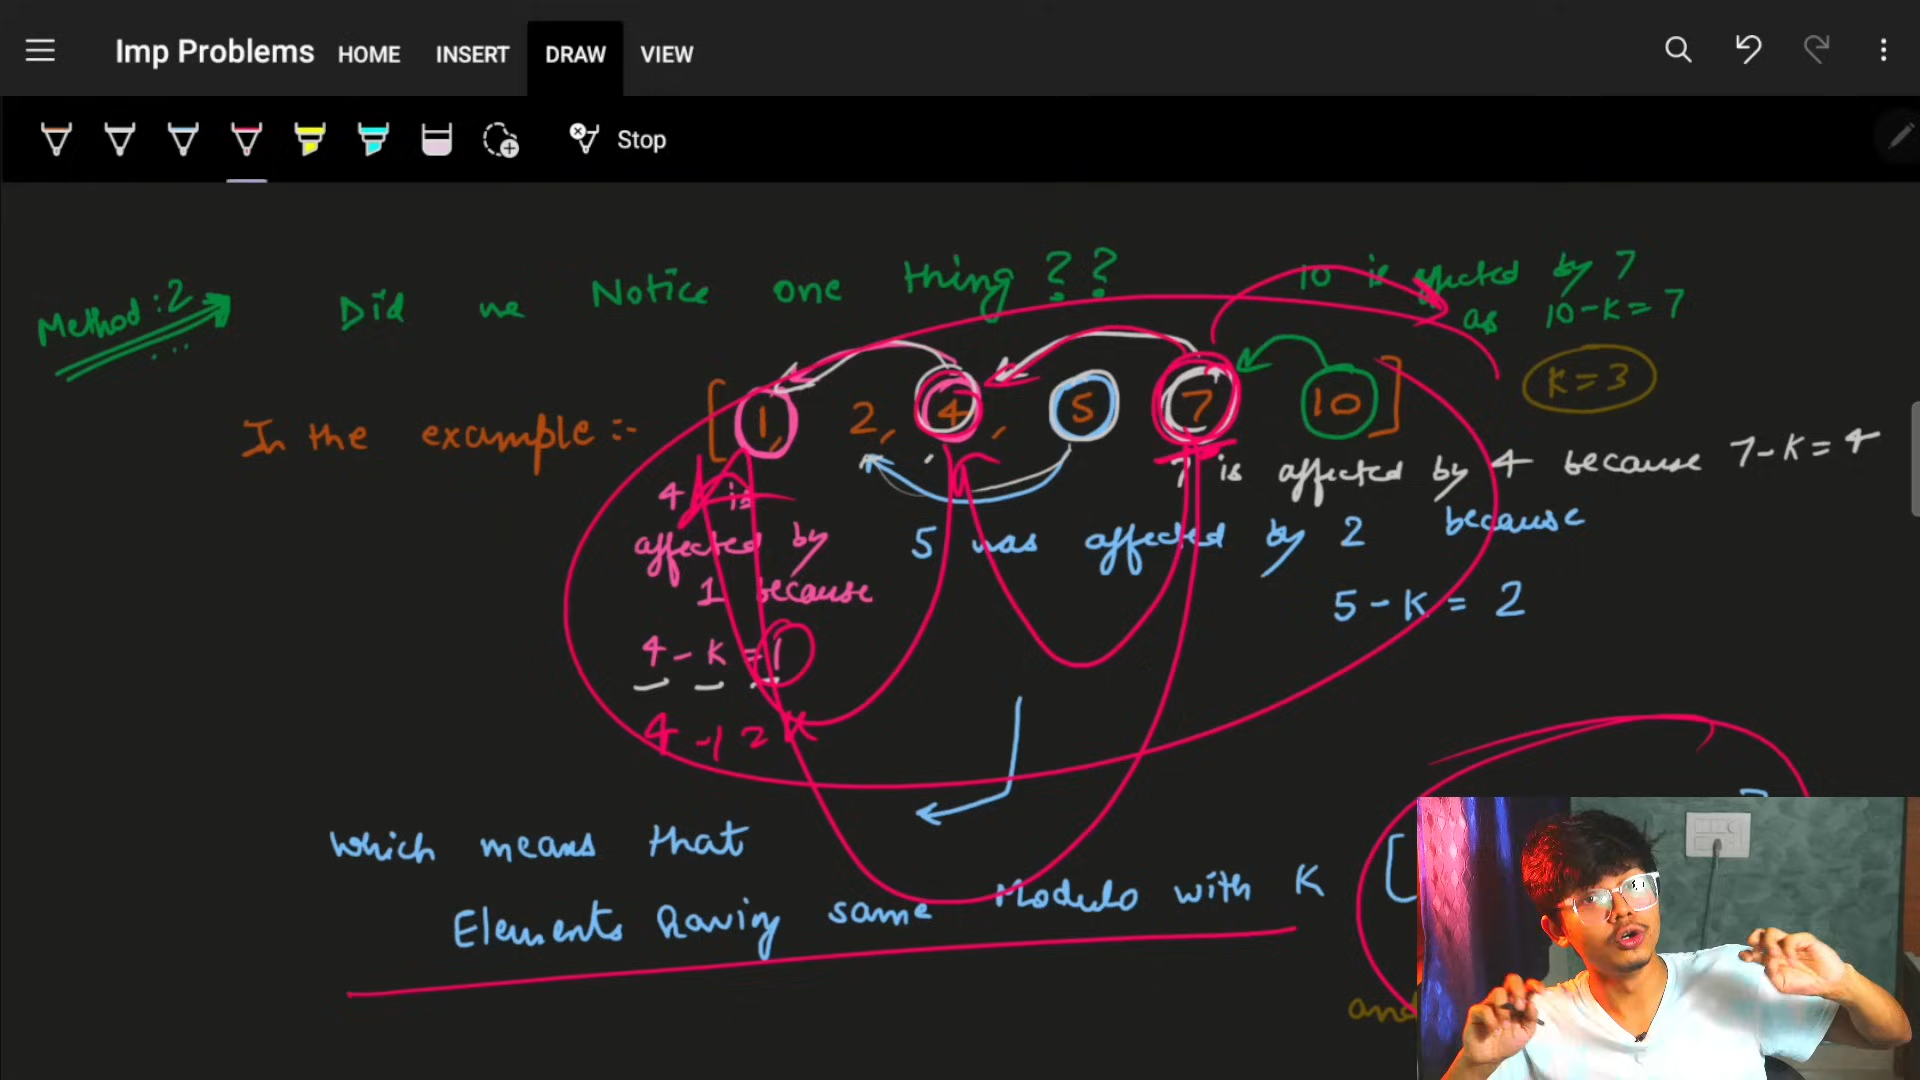 Imp Problems HOME INSERT DRAW VIEW
Stop
Method:2 Did we Notice one thing ??
10 is affected by 7
as 10-K=7
K=3
In the example :- [1, 2, 4, 5 7 10]
7 is affected by 4 because 7-K=4
4 is
affected by
1 because
4-K=1
4-1=K
5 was affected by 2 because
5-K=2
Which means that
Elements Having same Modulo with K [
and